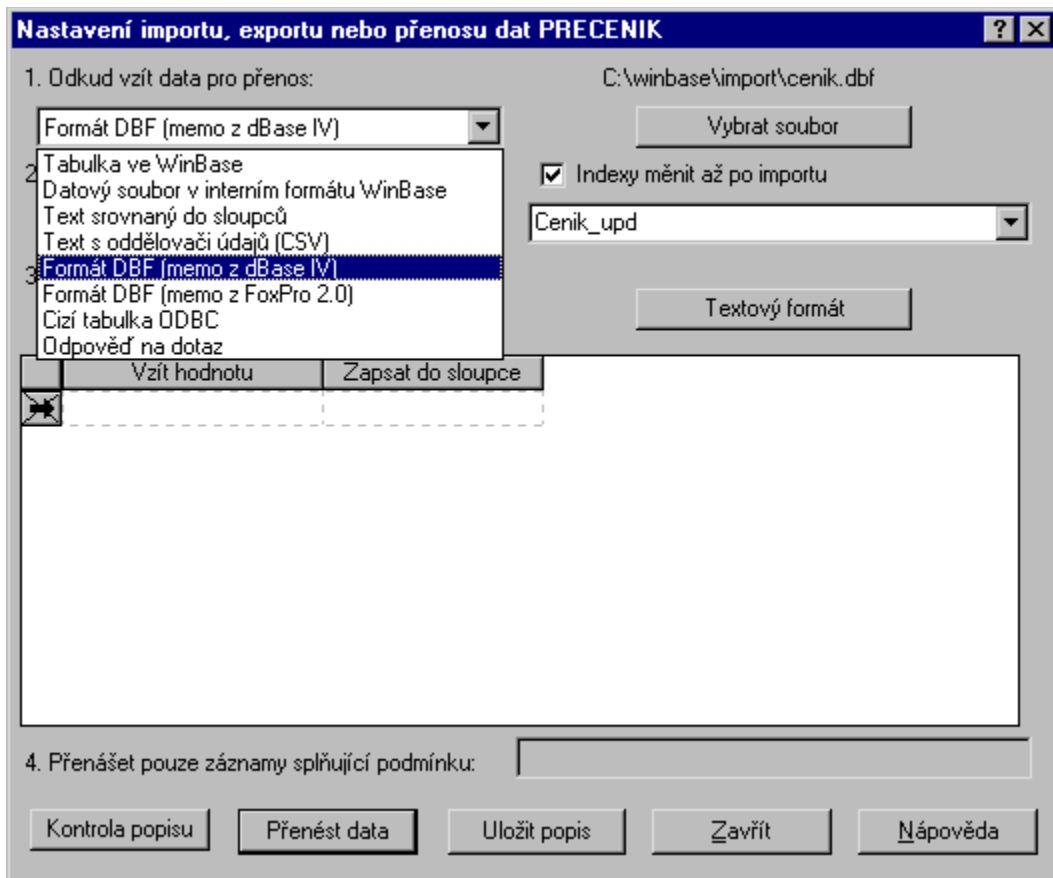 Nastavení importu, exportu nebo přenosu dat PRECENIK
1. Odkud vzít data pro přenos:
C:\winbase\import\cenik.dbf
Formát DBF (memo z dBase IV)
Vybrat soubor
Tabulka ve WinBase
Datový soubor v interním formátu WinBase
Text srovnaný do sloupců
Text s oddělovači údajů (CSV)
Formát DBF (memo z dBase IV)
Formát DBF (memo z FoxPro 2.0)
Cizí tabulka ODBC
Odpověď na dotaz
2
Indexy měnit až po importu
Cenik_upd
3
Textový formát
Vzít hodnotu
Zapsat do sloupce
4. Přenášet pouze záznamy splňující podmínku:
Kontrola popisu
Přenést data
Uložit popis
Zavřít
Nápověda